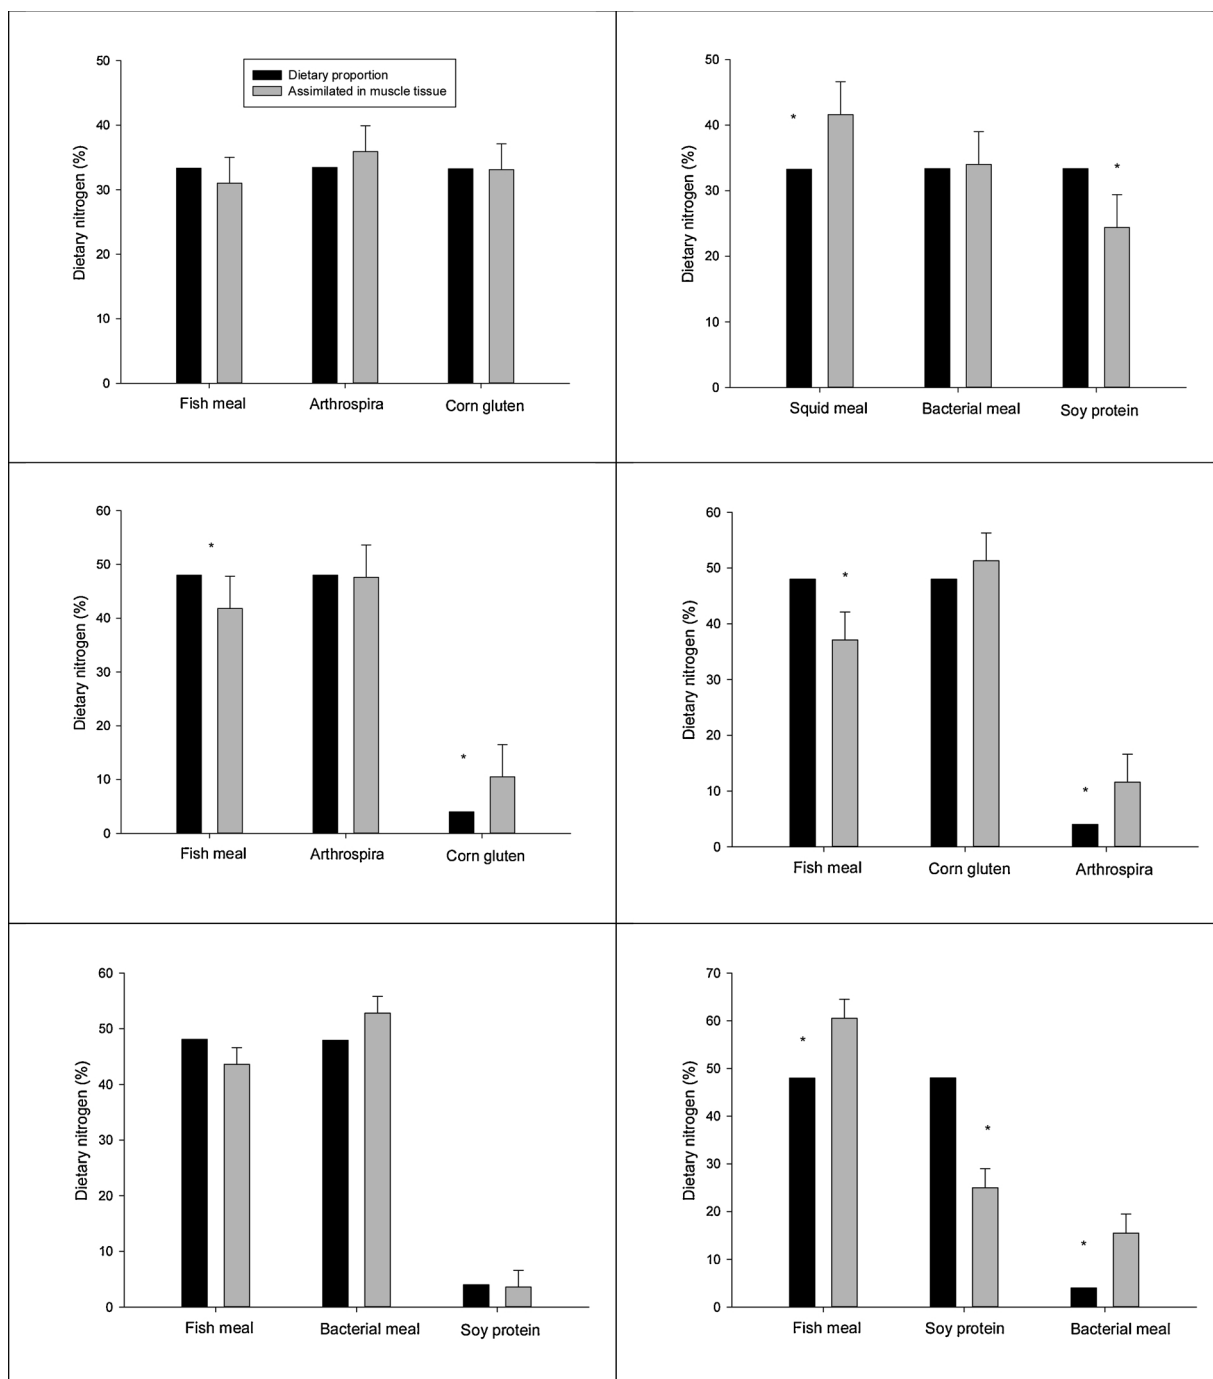 50
40
30
20
10
0
Dietary nitrogen (%)
Dietary proportion
Assimilated in muscle tissue
Fish meal
Arthrospira
Corn gluten
50
40
30
20
10
0
Dietary nitrogen (%)
*
*
Squid meal
Bacterial meal
Soy protein
60
50
40
30
20
10
0
Dietary nitrogen (%)
*
*
Fish meal
Arthrospira
Corn gluten
60
50
40
30
20
10
0
Dietary nitrogen (%)
*
*
Fish meal
Corn gluten
Arthrospira
60
50
40
30
20
10
0
Dietary nitrogen (%)
Fish meal
Bacterial meal
Soy protein
70
60
50
40
30
20
10
0
Dietary nitrogen (%)
*
*
*
Fish meal
Soy protein
Bacterial meal